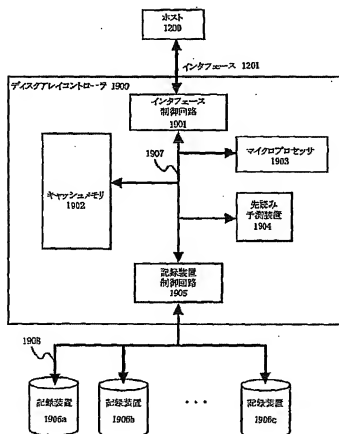 ホスト
1200
インタフェース 1201
ディスクアレイコントローラ 1900
インタフェース
制御回路
1901
1907
マイクロプロセッサ
1903
キャッシュメモリ
1902
先読み
予測装置
1904
記録装置
制御回路
1905
1908
記録装置
1906a
記録装置
1906b
・・・
記録装置
1906c